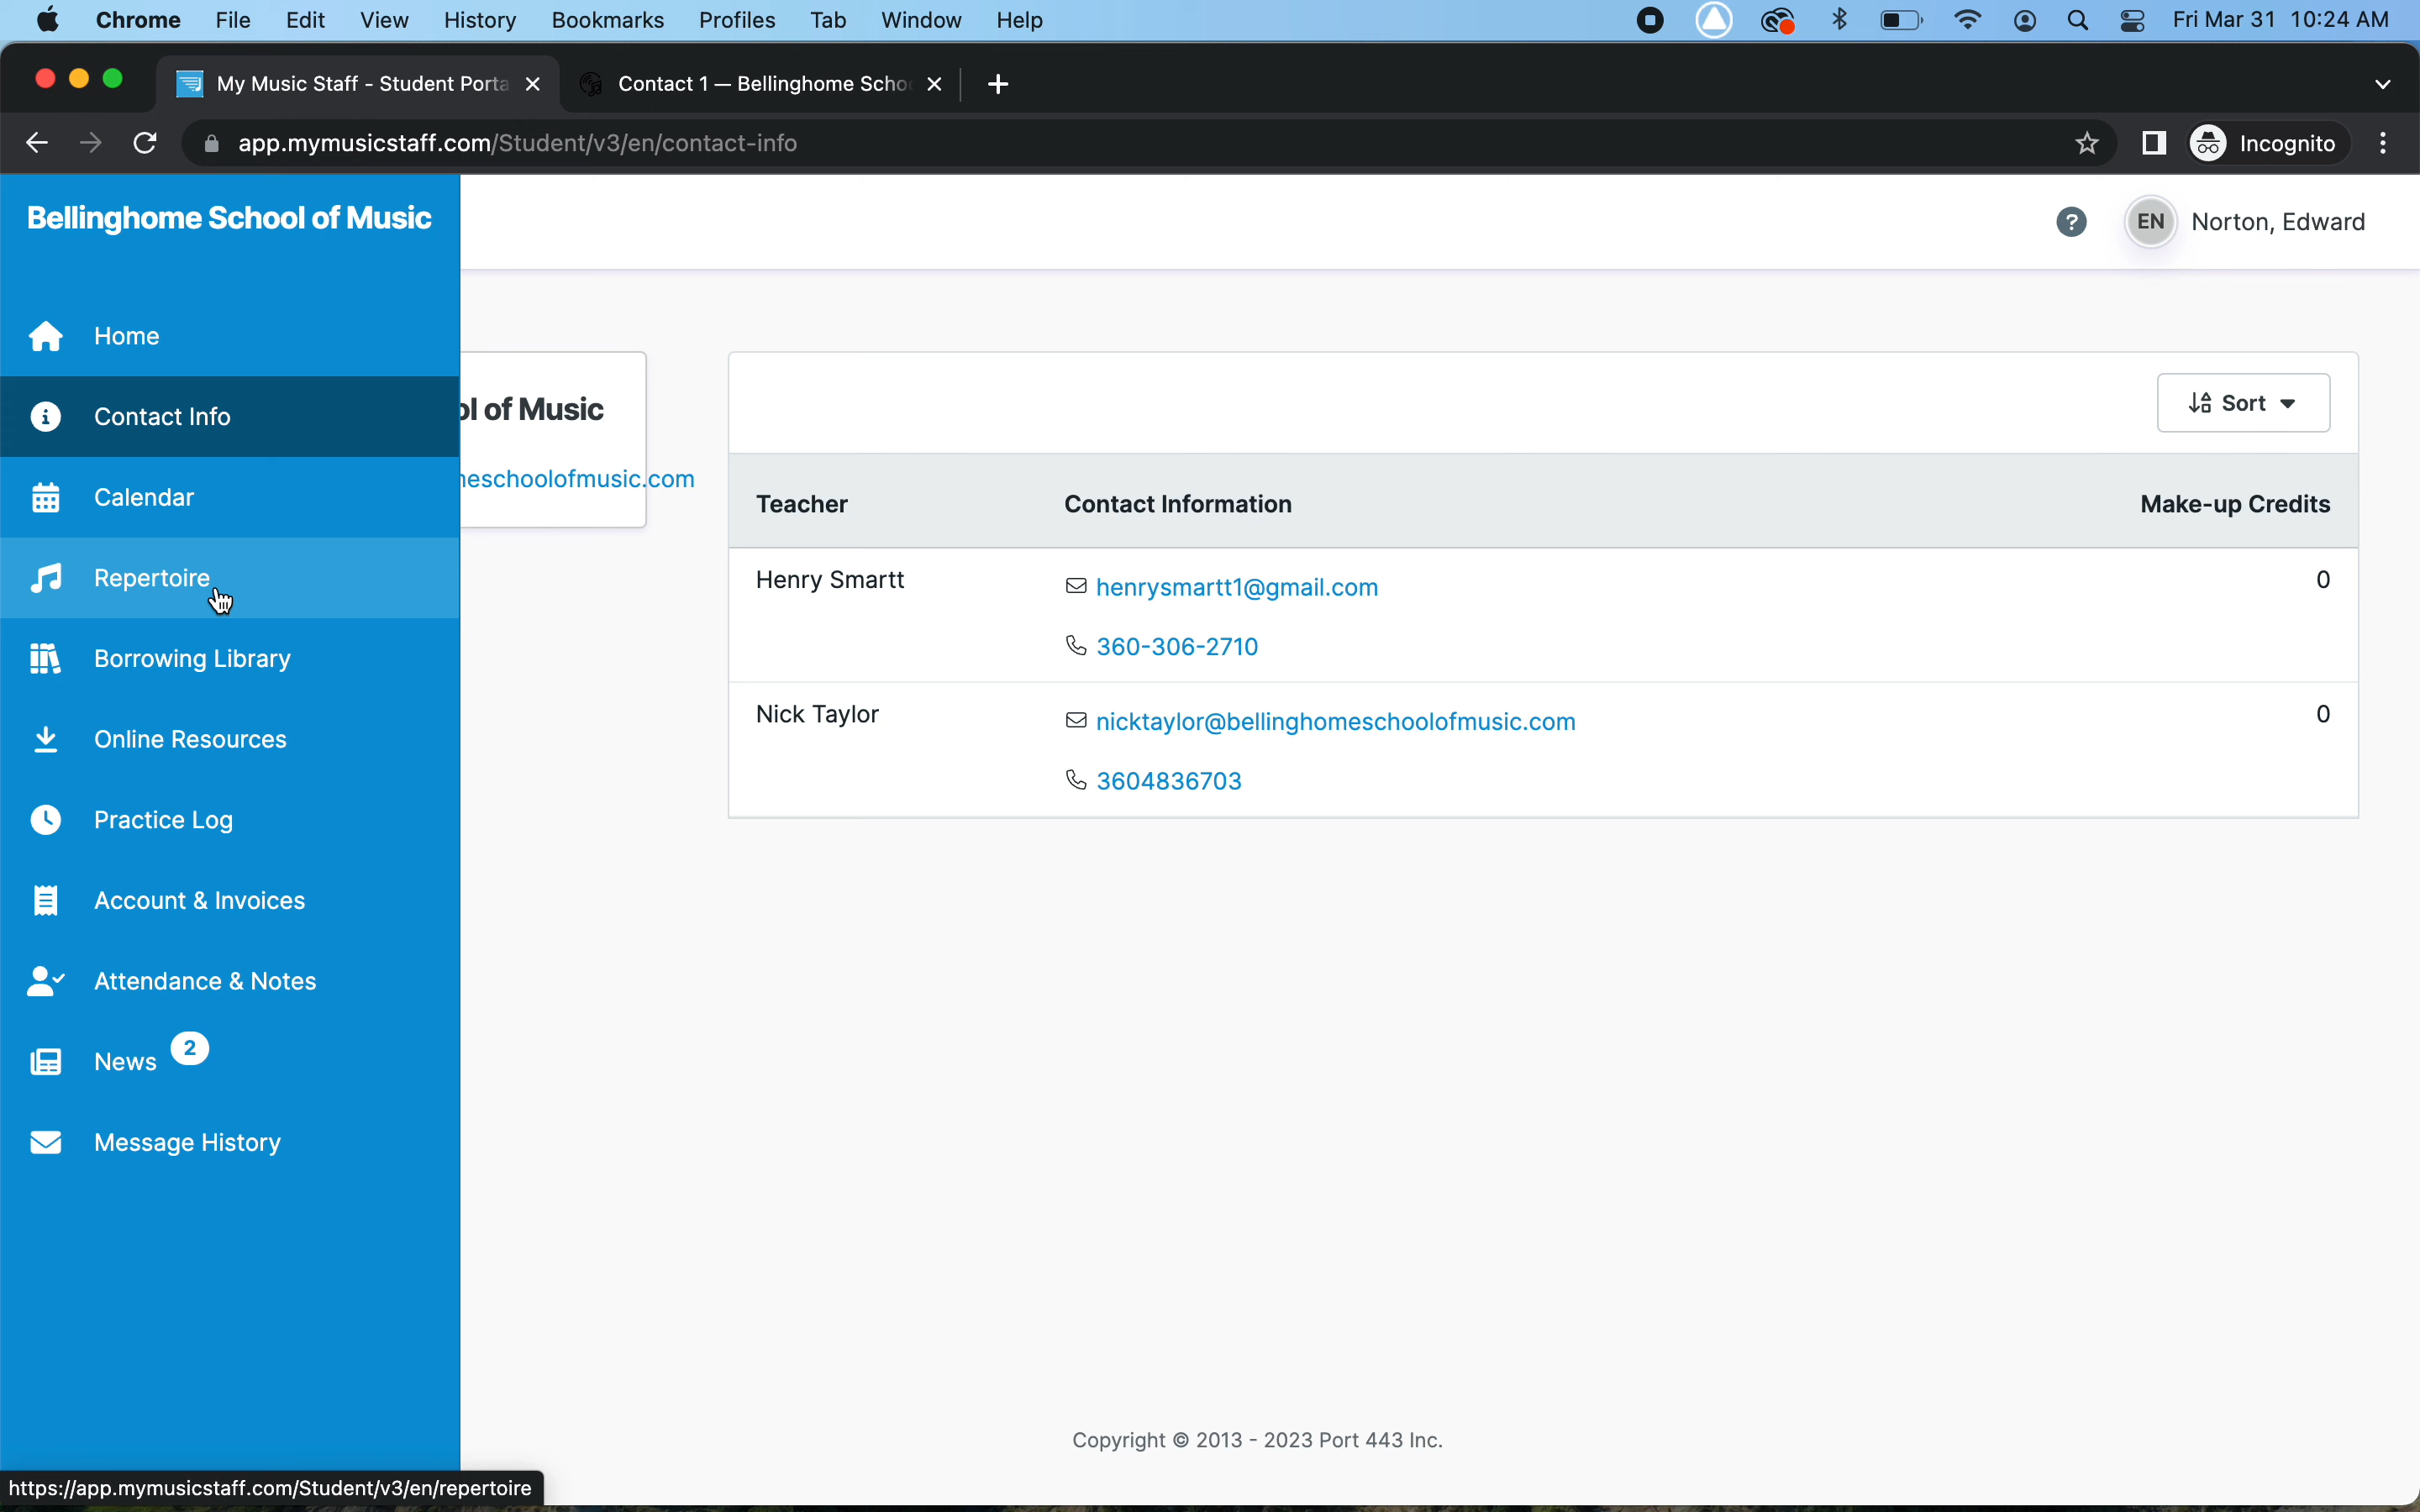 Chrome File Edit View History Bookmarks Profiles Tab Window Help Fri Mar 31 10:24 AM
My Music Staff - Student Porta Contact 1 — Bellinghome Schoo
app.mymusicstaff.com/Student/v3/en/contact-info Incognito
Bellinghome School of Music
? EN Norton, Edward
Home
Contact Info
Calendar
Repertoire
Borrowing Library
Online Resources
Practice Log
Account & Invoices
Attendance & Notes
News 2
Message History
ol of Music
neschoolofmusic.com
Sort
Teacher Contact Information Make-up Credits
Henry Smartt henrysmartt1@gmail.com 0
360-306-2710
Nick Taylor nicktaylor@bellinghomeschoolofmusic.com 0
3604836703
Copyright © 2013 - 2023 Port 443 Inc.
https://app.mymusicstaff.com/Student/v3/en/repertoire